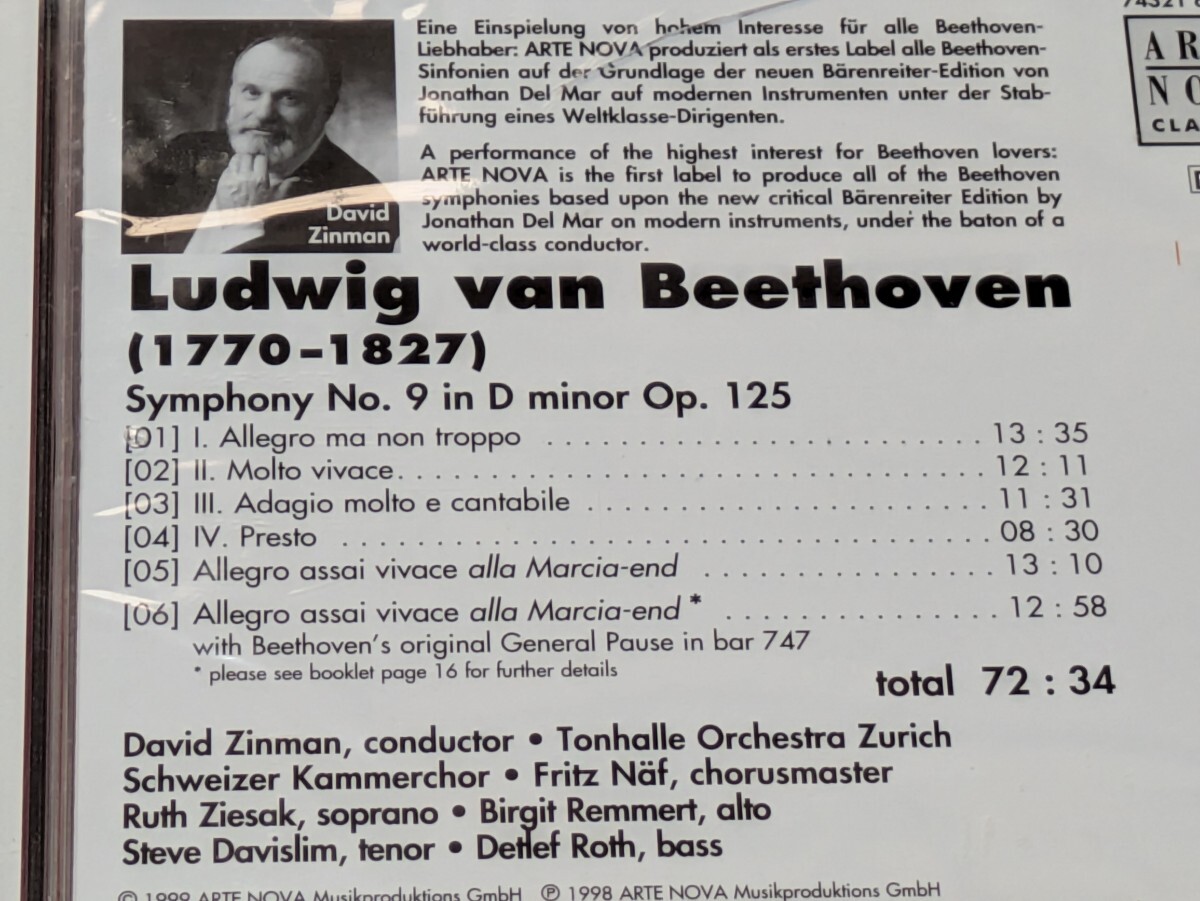 Eine Einspielung von hohem Interesse für alle Beethoven-
Liebhaber: ARTE NOVA produziert als erstes Label alle Beethoven-
Sinfonien auf der Grundlage der neuen Bärenreiter-Edition von
Jonathan Del Mar auf modernen Instrumenten unter der Stab-
führung eines Weltklasse-Dirigenten.
A performance of the highest interest for Beethoven lovers:
ARTE NOVA is the first label to produce all of the Beethoven
symphonies based upon the new critical Bärenreiter Edition by
Jonathan Del Mar on modern instruments, under the baton of a
world-class conductor.
David
Zinman
AR
NO
CLA
Ludwig van Beethoven
(1770-1827)
Symphony No. 9 in D minor Op. 125
[01] I. Allegro ma non troppo ........................... 13 : 35
[02] II. Molto vivace..................................... 12 : 11
[03] III. Adagio molto e cantabile ........................ 11 : 31
[04] IV. Presto .......................................... 08 : 30
[05] Allegro assai vivace alla Marcia-end .................. 13 : 10
[06] Allegro assai vivace alla Marcia-end * ................ 12 : 58
with Beethoven's original General Pause in bar 747
* please see booklet page 16 for further details
total 72 : 34
David Zinman, conductor • Tonhalle Orchestra Zurich
Schweizer Kammerchor • Fritz Näf, chorusmaster
Ruth Ziesak, soprano • Birgit Remmert, alto
Steve Davislim, tenor • Detlef Roth, bass
© 1999 ARTE NOVA Musikproduktions GmbH ℗ 1998 ARTE NOVA Musikproduktions GmbH